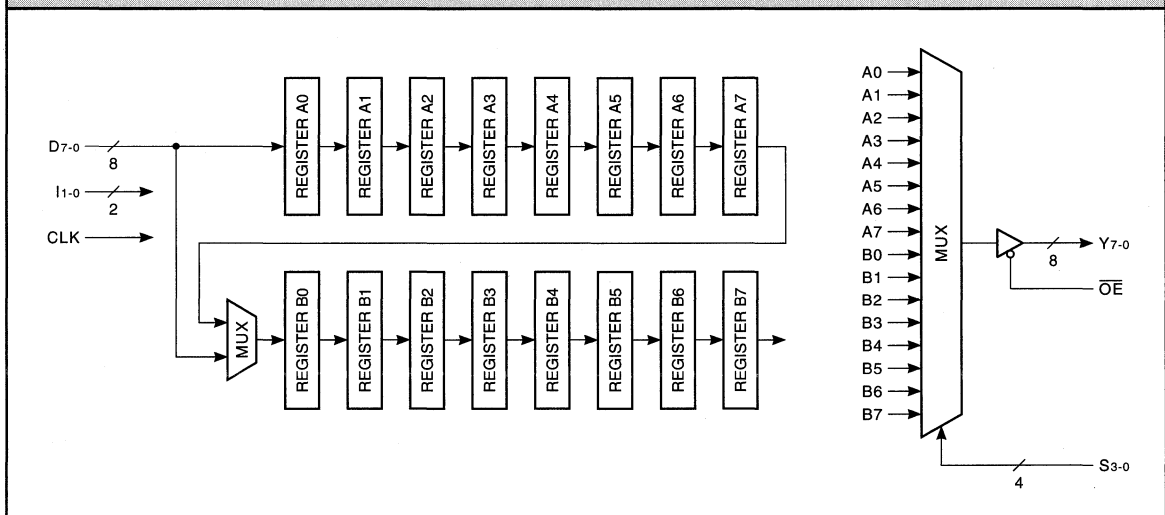 D7-0
8
I1-0
2
CLK
REGISTER A0
REGISTER A1
REGISTER A2
REGISTER A3
REGISTER A4
REGISTER A5
REGISTER A6
REGISTER A7
MUX
REGISTER B0
REGISTER B1
REGISTER B2
REGISTER B3
REGISTER B4
REGISTER B5
REGISTER B6
REGISTER B7
A0
A1
A2
A3
A4
A5
A6
A7
B0
B1
B2
B3
B4
B5
B6
B7
MUX
8
Y7-0
OE
S3-0
4